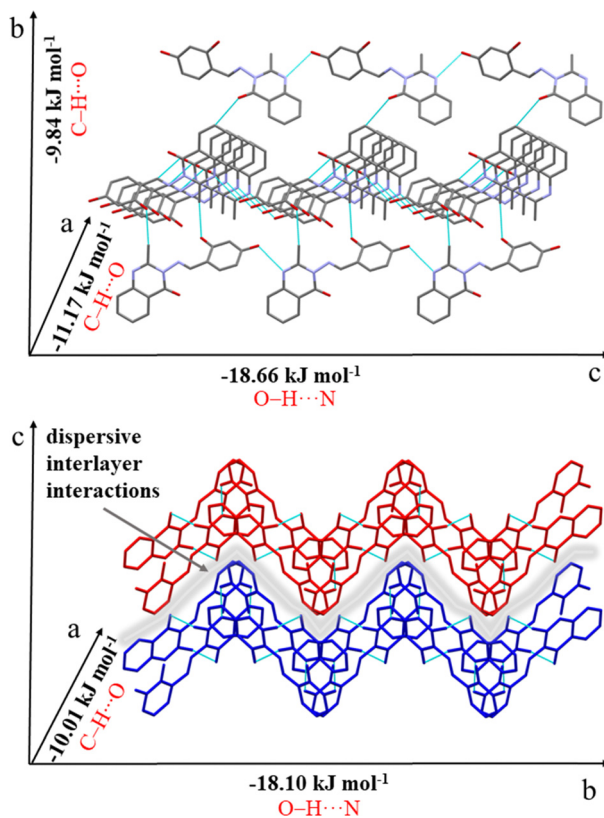 b
-9.84 kJ mol-1
C–H···O
a
-11.17 kJ mol-1
C–H···O
-18.66 kJ mol-1
c
O–H···N
c
dispersive
interlayer
interactions
a
-10.01 kJ mol-1
C–H···O
-18.10 kJ mol-1
b
O–H···N